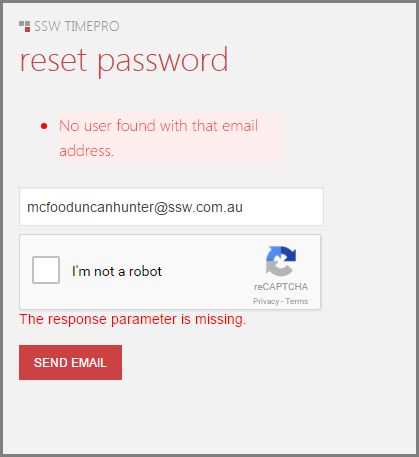 SSW TIMEPRO
reset password
No user found with that email
address.
mcfooduncanhunter@ssw.com.au
I'm not a robot
reCAPTCHA
Privacy - Terms
The response parameter is missing.
SEND EMAIL